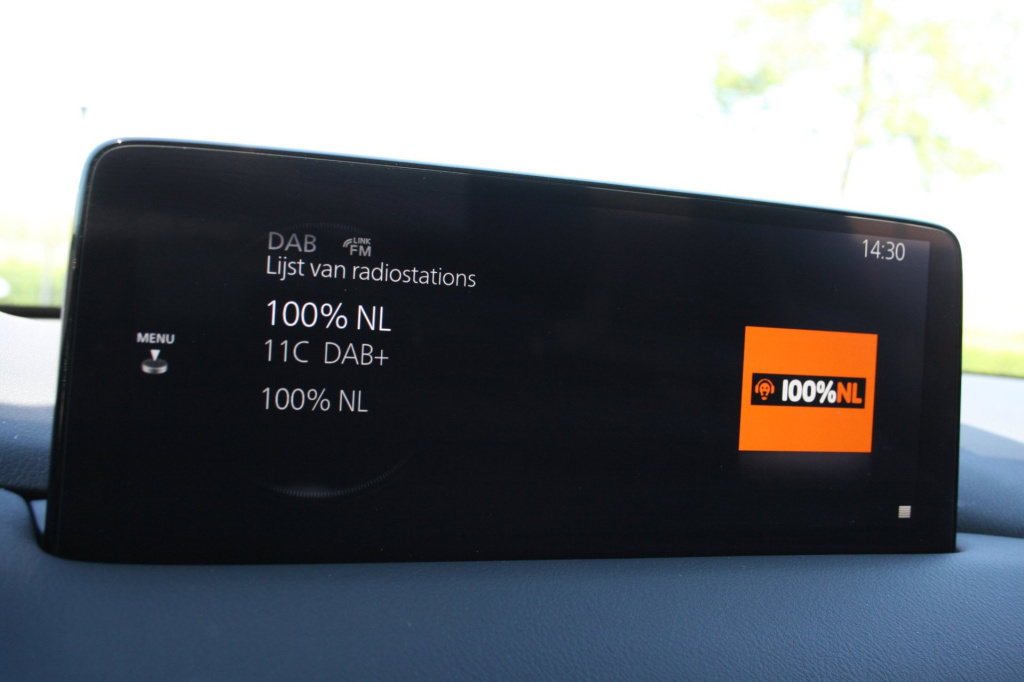 DAB LINK FM
14:30
Lijst van radiostations
100% NL
MENU
11C DAB+
100% NL
100%NL